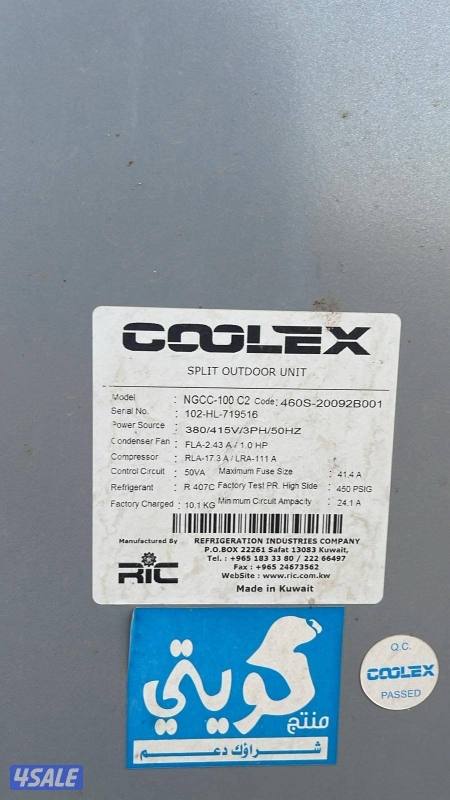 COOLEX
SPLIT OUTDOOR UNIT
Model : NGCC-100 C2 Code: 460S-20092B001
Serial No. : 102-HL-719516
Power Source : 380/415V/3PH/50HZ
Condenser Fan : FLA-2.43 A / 1.0 HP
Compressor : RLA-17.3 A / LRA-111 A
Control Circuit : 50VA Maximum Fuse Size : 41.4 A
Refrigerant : R 407C Factory Test PR. High Side : 450 PSIG
Factory Charged : 10.1 KG Minimum Circuit Ampacity : 24.1 A
Manufactured By REFRIGERATION INDUSTRIES COMPANY
P.O.BOX 22261 Safat 13083 Kuwait,
Tel. : +965 183 33 80 / 222 66497
Fax : +965 24673562
WebSite : www.ric.com.kw
RIC
Made in Kuwait
منتج
كويتي
شراؤك دعم
Q.C.
COOLEX
PASSED
4SALE